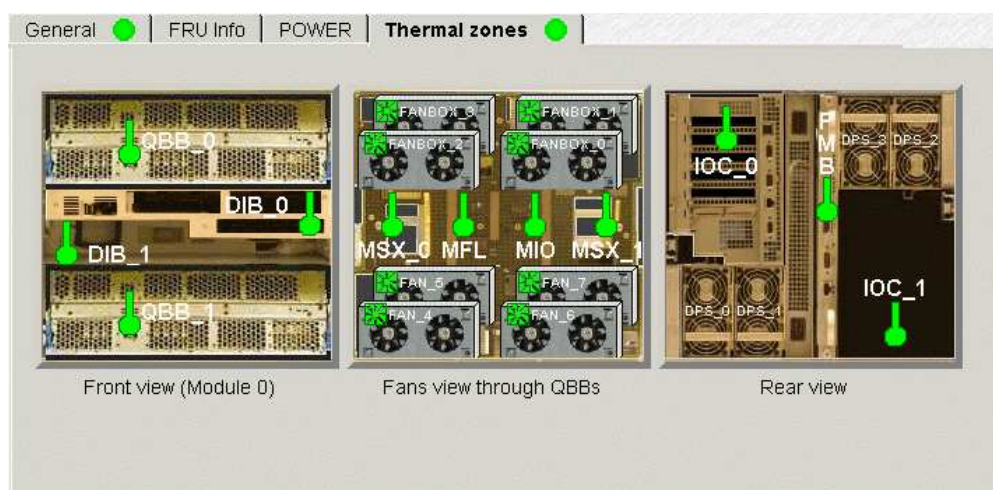 General FRU Info POWER Thermal zones
QBB_0
DIB_0
DIB_1
QBB_1
Front view (Module 0)
FANBOX_3 FANBOX_1
FANBOX_2 FANBOX_0
MSX_0 MFL MIO MSX_1
FAN_5 FAN_7
FAN_4 FAN_6
Fans view through QBBs
IOC_0
PMB
DPS_3 DPS_2
IOC_1
DPS_0 DPS_1
Rear view